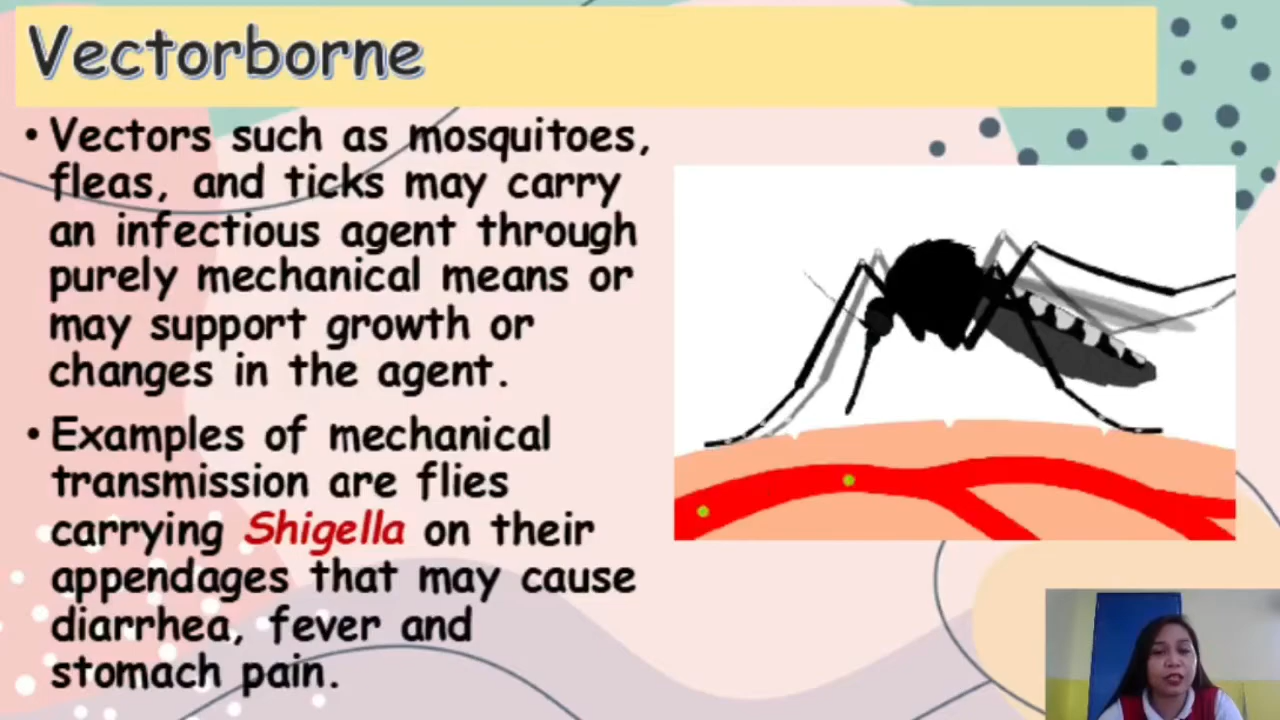 Vectorborne
• Vectors such as mosquitoes,
fleas, and ticks may carry
an infectious agent through
purely mechanical means or
may support growth or
changes in the agent.
• Examples of mechanical
transmission are flies
carrying Shigella on their
appendages that may cause
diarrhea, fever and
stomach pain.